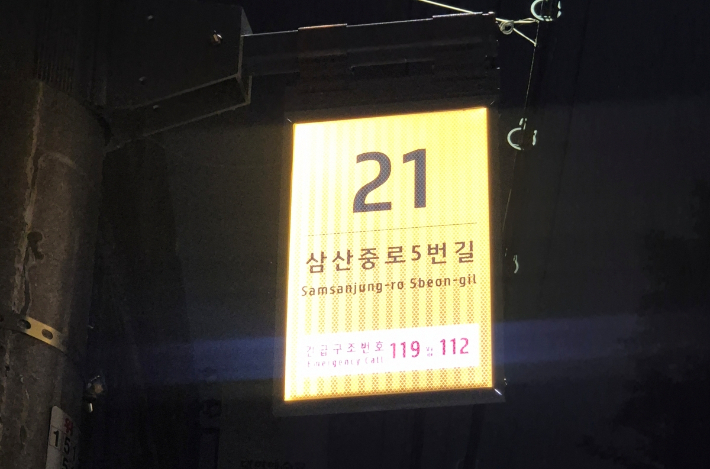 21
삼산중로5번길
Samsanjung-ro 5beon-gil
긴급구조번호 119 112
Emergency Call
1